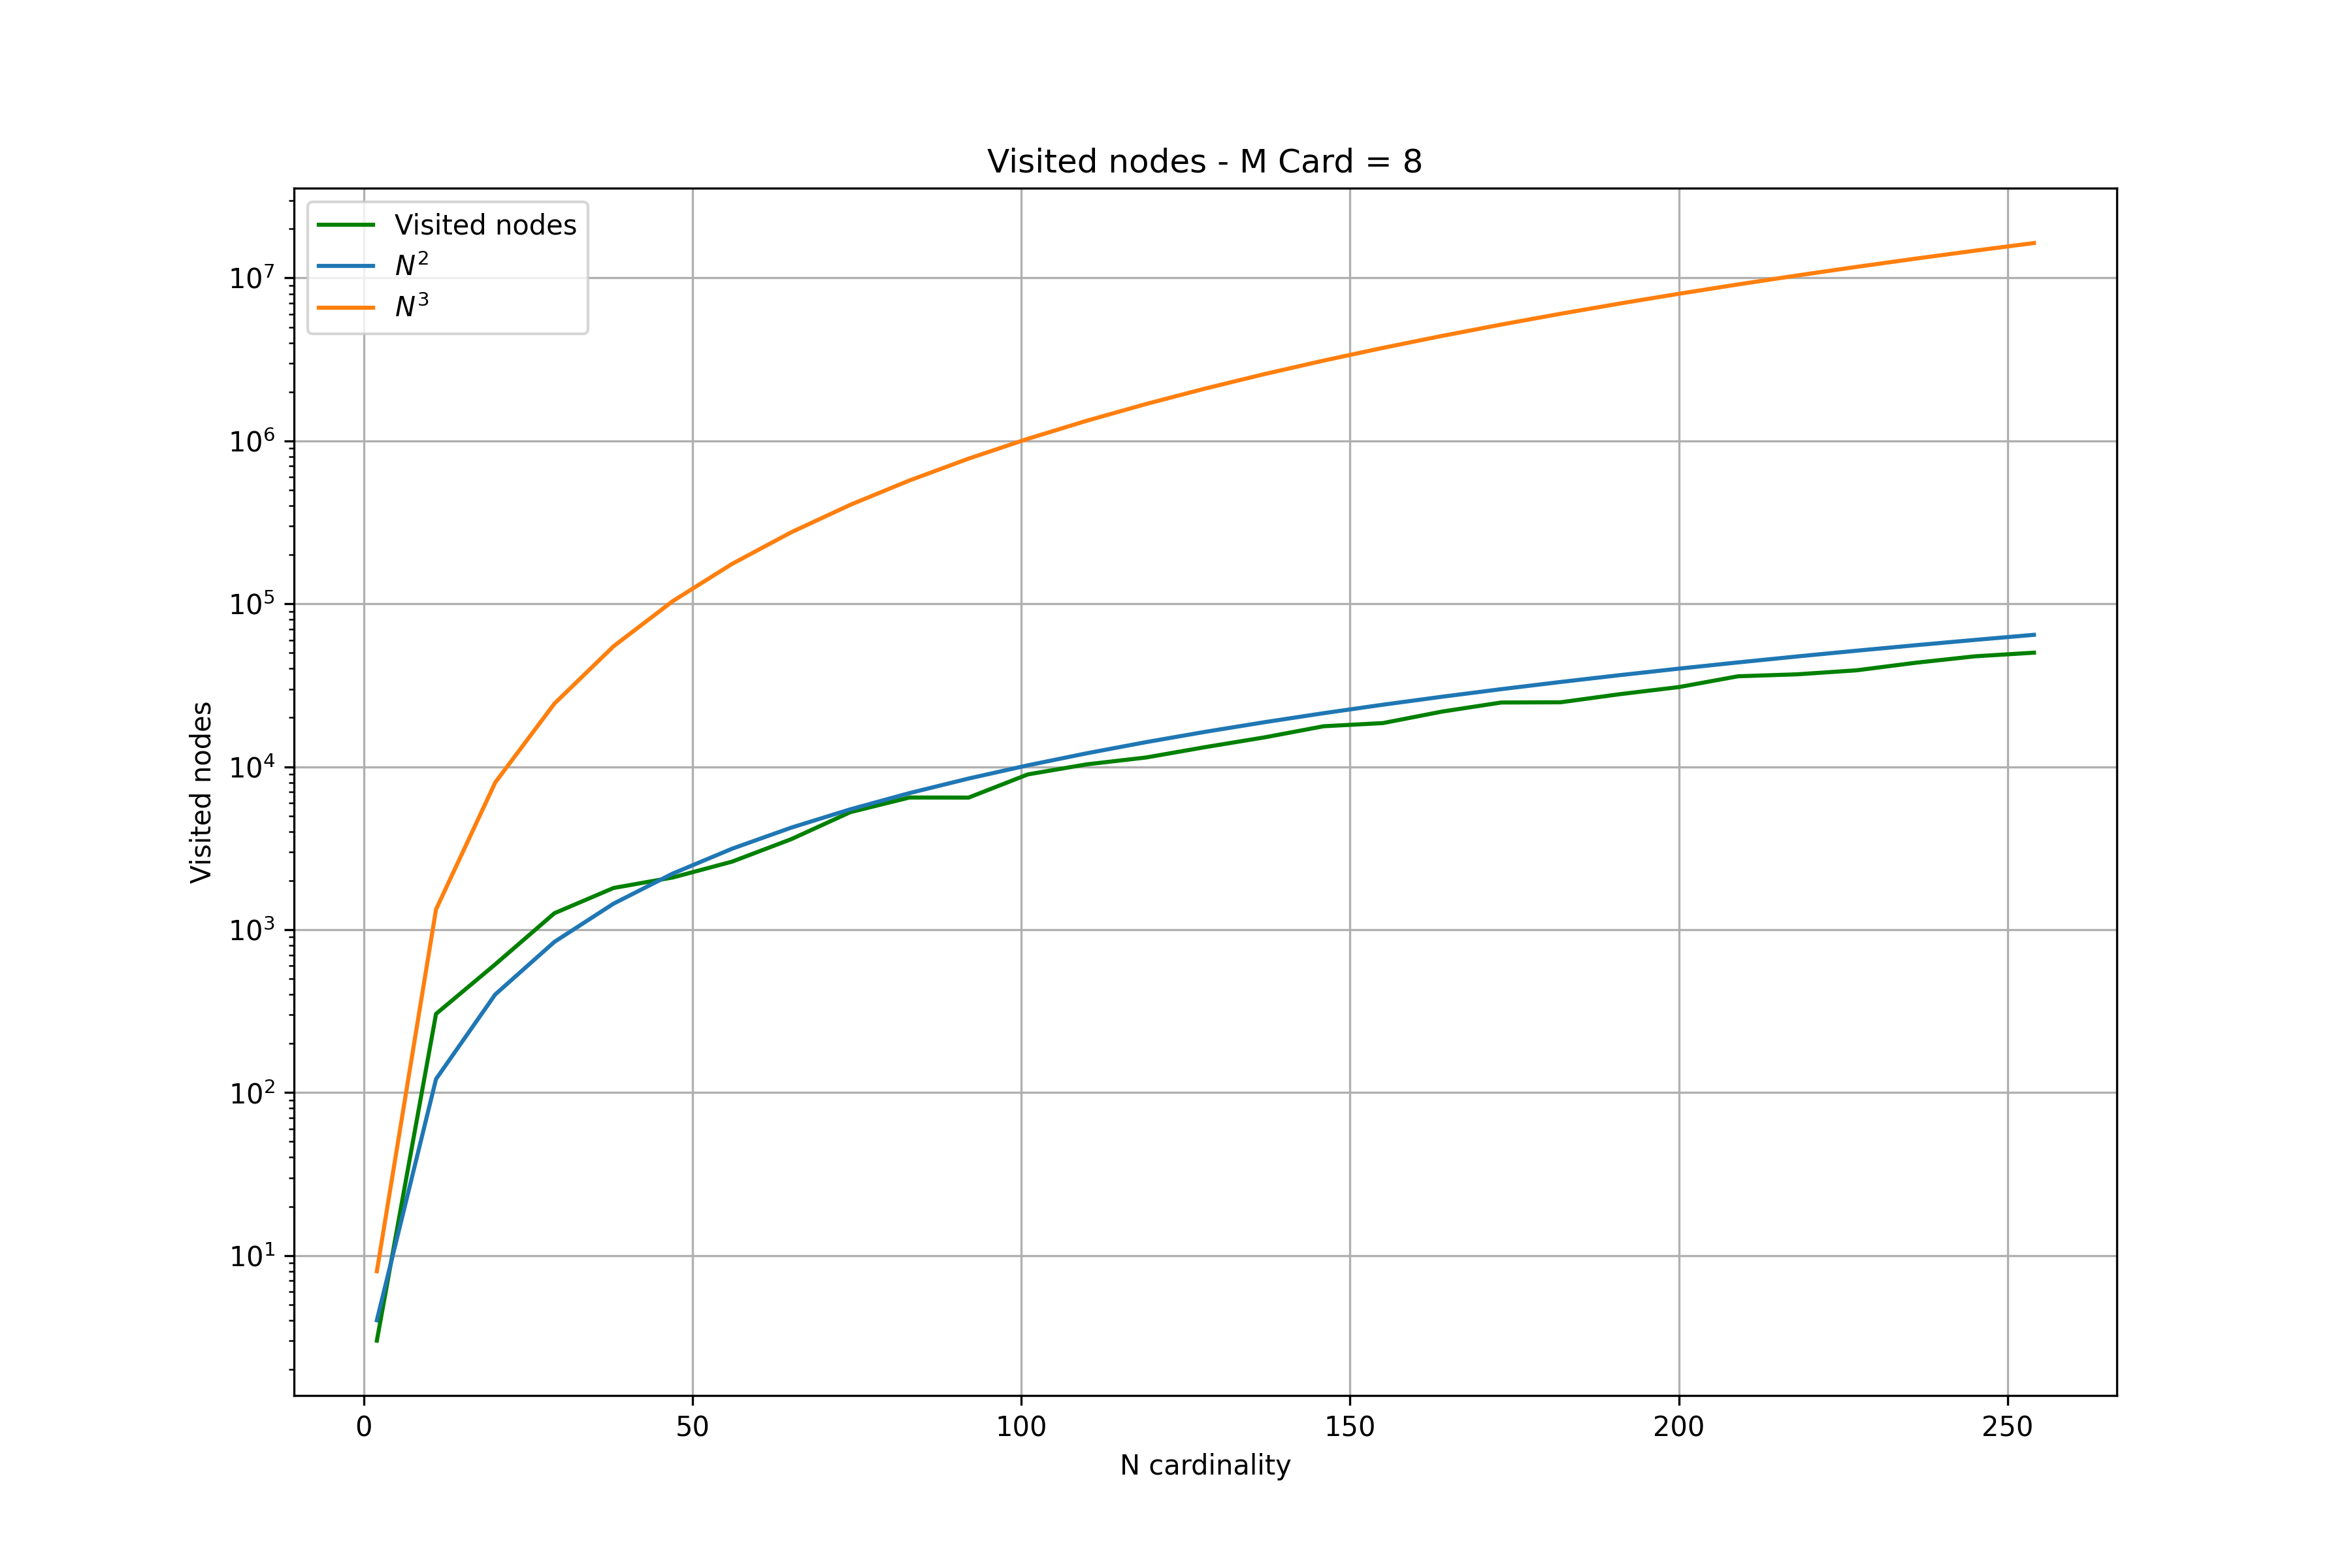 Visited nodes - M Card = 8
Visited nodes
N²
N³
10⁷
10⁶
10⁵
10⁴
10³
10²
10¹
Visited nodes
0 50 100 150 200 250
N cardinality